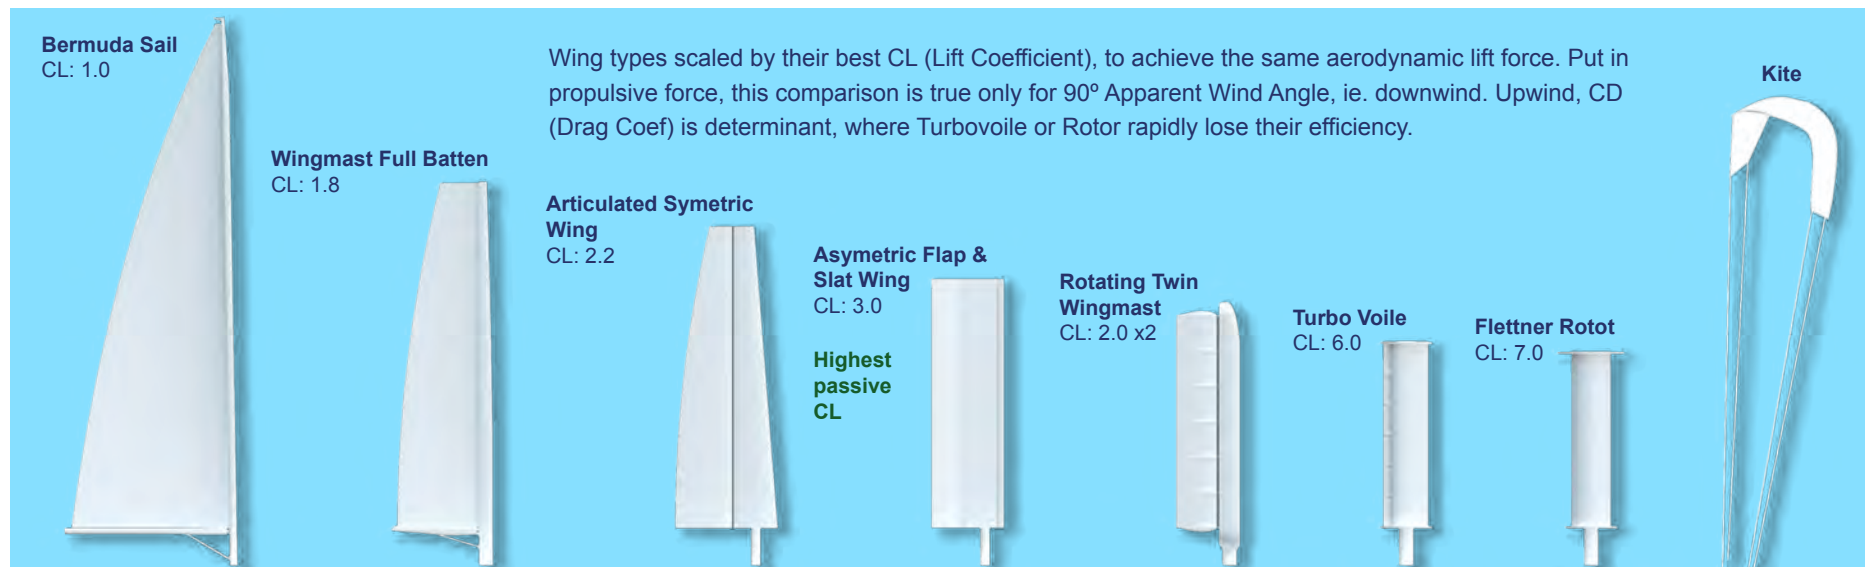 Bermuda Sail
CL: 1.0
Wing types scaled by their best CL (Lift Coefficient), to achieve the same aerodynamic lift force. Put in
propulsive force, this comparison is true only for 90º Apparent Wind Angle, ie. downwind. Upwind, CD
(Drag Coef) is determinant, where Turbovoile or Rotor rapidly lose their efficiency.
Kite
Wingmast Full Batten
CL: 1.8
Articulated Symetric
Wing
CL: 2.2
Asymetric Flap &
Slat Wing
CL: 3.0
Highest
passive
CL
Rotating Twin
Wingmast
CL: 2.0 x2
Turbo Voile
CL: 6.0
Flettner Rotot
CL: 7.0